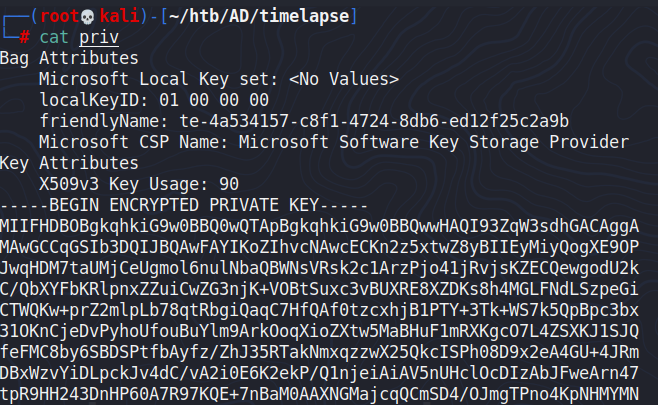 ┌──(root💀kali)-[~/htb/AD/timelapse]
└─# cat priv
Bag Attributes
    Microsoft Local Key set: <No Values>
    localKeyID: 01 00 00 00
    friendlyName: te-4a534157-c8f1-4724-8db6-ed12f25c2a9b
    Microsoft CSP Name: Microsoft Software Key Storage Provider
Key Attributes
    X509v3 Key Usage: 90
-----BEGIN ENCRYPTED PRIVATE KEY-----
MIIFHDBOBgkqhkiG9w0BBQ0wQTApBgkqhkiG9w0BBQwwHAQI93ZqW3sdhGACAggA
MAwGCCqGSIb3DQIJBQAwFAYIKoZIhvcNAwcECKn2z5xtwZ8yBIIEyMiyQogXE9OP
JwqHDM7taUMjCeUgmol6nulNbaQBWNsVRsk2c1ArzPjo41jRvjsKZECQewgodU2k
C/QbXYFbKRlpnxZZuiCwZG3njK+VOBtSuxc3vBUXRE8XZDKs8h4MGLFNdLSzpeGi
CTWQKw+prZ2mlpLb78qtRbgiQaqC7HfQAf0tzcxhjB1PTY+3Tk+WS7k5QpBpc3bx
31OKnCjeDvPyhoUfouBuYlm9ArkOoqXioZXtw5MaBHuF1mRXKgcO7L4ZSXKJ1SJQ
feFMC8by6SBDSPtfbAyfz/ZhJ35RTakNmxqzzwX25QkcISPh08D9x2eA4GU+4JRm
DBxWzvYiDLpckJv4dC/vA2i0E6K2ekP/Q1njeiAiAV5nUHclOcDIzAbJFweArn47
tpR9HH243DnHP60A7R97KQE+7nBaM0AAXNGMajcqQCmSD4/OJmgTPno4KpNHMYMN